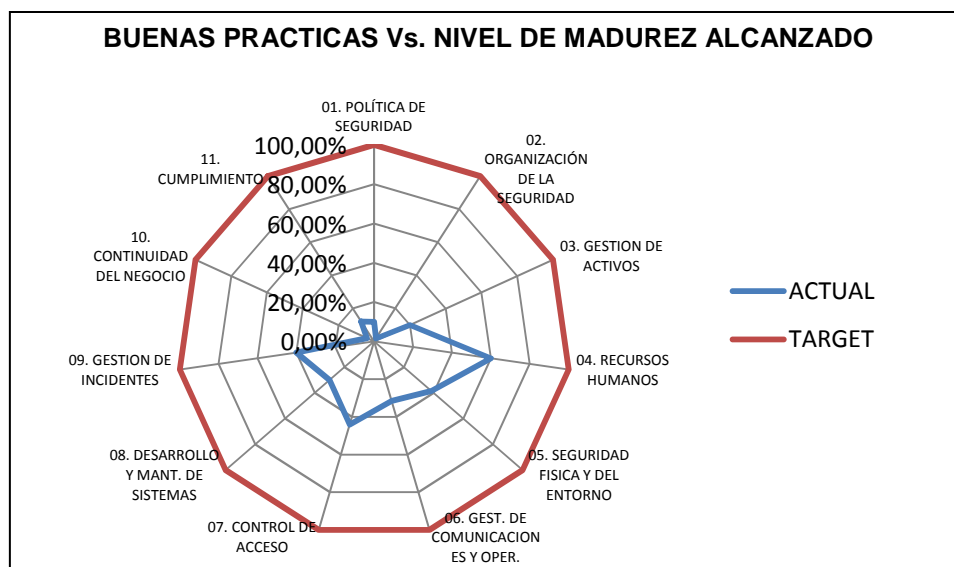 BUENAS PRACTICAS Vs. NIVEL DE MADUREZ ALCANZADO
01. POLÍTICA DE
SEGURIDAD
02.
ORGANIZACIÓN
DE LA
SEGURIDAD
03. GESTION DE
ACTIVOS
04. RECURSOS
HUMANOS
05. SEGURIDAD
FISICA Y DEL
ENTORNO
06. GEST. DE
COMUNICACION
ES Y OPER.
07. CONTROL DE
ACCESO
08. DESARROLLO
Y MANT. DE
SISTEMAS
09. GESTION DE
INCIDENTES
10.
CONTINUIDAD
DEL NEGOCIO
11.
CUMPLIMIENTO
100,00%
80,00%
60,00%
40,00%
20,00%
0,00%
ACTUAL
TARGET